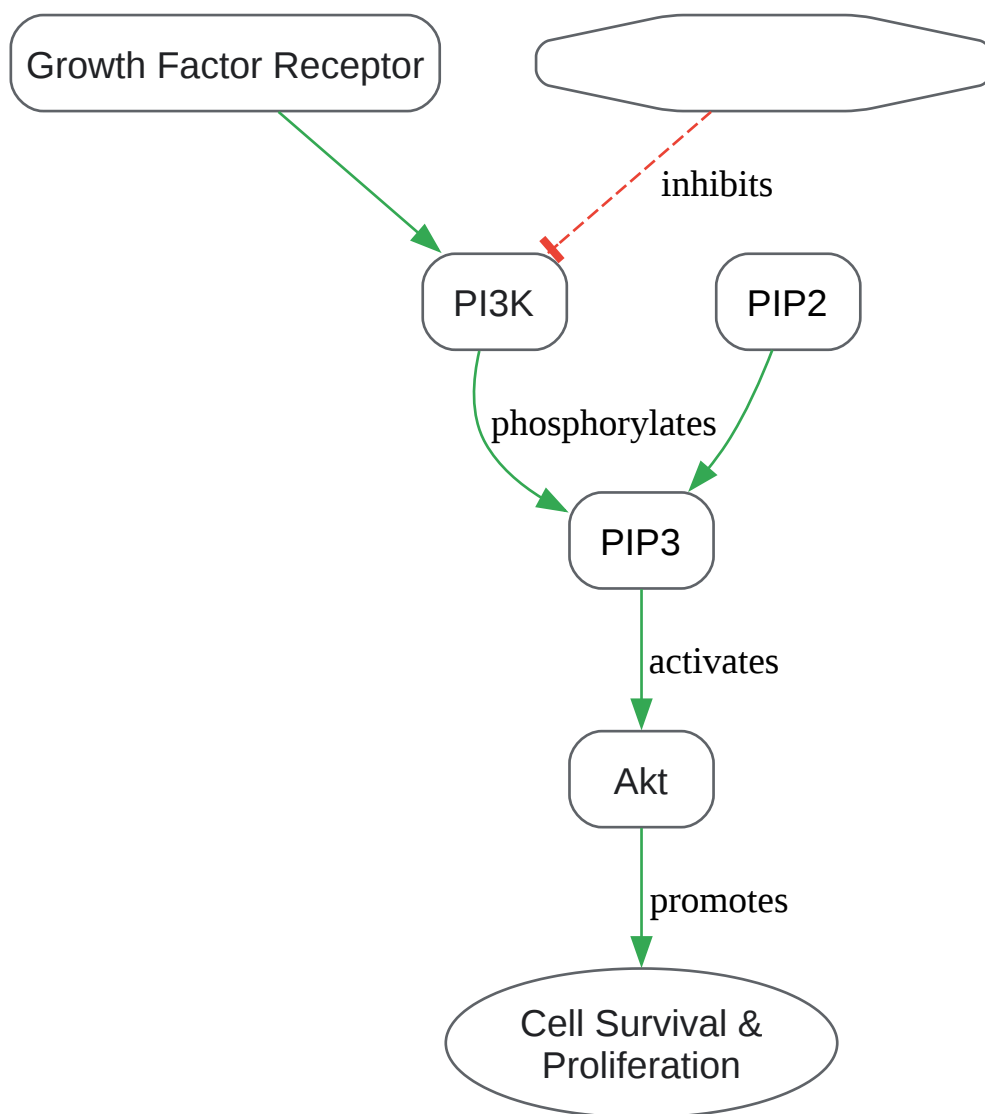 Growth Factor Receptor
inhibits
PI3K
PIP2
phosphorylates
PIP3
activates
Akt
promotes
Cell Survival &
Proliferation